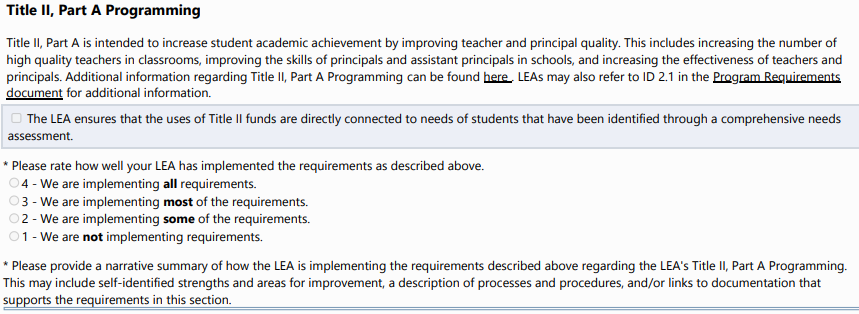 Title II, Part A Programming
Title II, Part A is intended to increase student academic achievement by improving teacher and principal quality. This includes increasing the number of
high quality teachers in classrooms, improving the skills of principals and assistant principals in schools, and increasing the effectiveness of teachers and
principals. Additional information regarding Title II, Part A Programming can be found here . LEAs may also refer to ID 2.1 in the Program Requirements
document for additional information.
The LEA ensures that the uses of Title II funds are directly connected to needs of students that have been identified through a comprehensive needs
assessment.
* Please rate how well your LEA has implemented the requirements as described above.
4 - We are implementing all requirements.
3 - We are implementing most of the requirements.
2 - We are implementing some of the requirements.
1 - We are not implementing requirements.
* Please provide a narrative summary of how the LEA is implementing the requirements described above regarding the LEA's Title II, Part A Programming.
This may include self-identified strengths and areas for improvement, a description of processes and procedures, and/or links to documentation that
supports the requirements in this section.